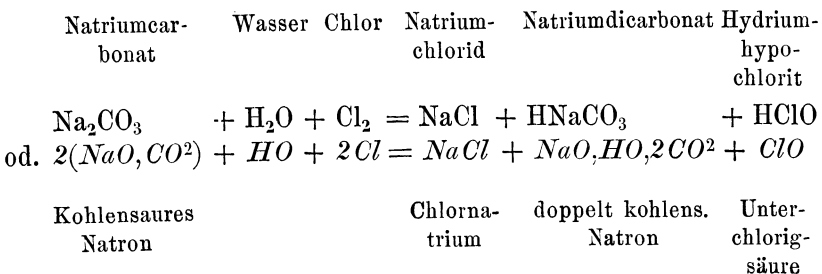 Natriumcar- Wasser Chlor Natrium- Natriumdicarbonat Hydrium-
bonat chlorid hypo-
chlorit
Na₂CO₃ + H₂O + Cl₂ = NaCl + HNaCO₃ + HClO
od. 2(NaO,CO²) + HO + 2Cl = NaCl + NaO,HO,2CO² + ClO
Kohlensaures Chlorna- doppelt kohlens. Unter-
Natron trium Natron chlorig-
säure